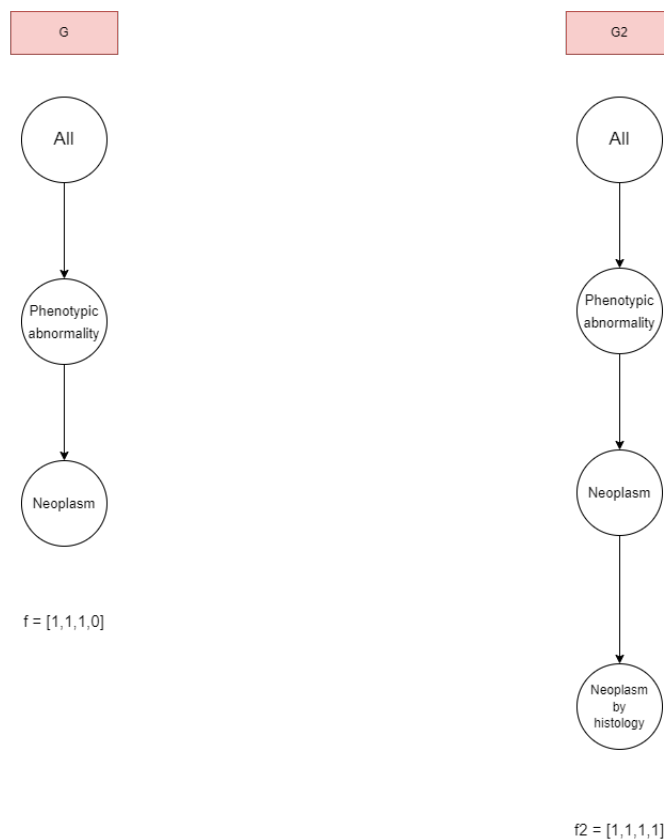 G
G2
All
All
Phenotypic
abnormality
Phenotypic
abnormality
Neoplasm
Neoplasm
f = [1,1,1,0]
Neoplasm
by
histology
f2 = [1,1,1,1]